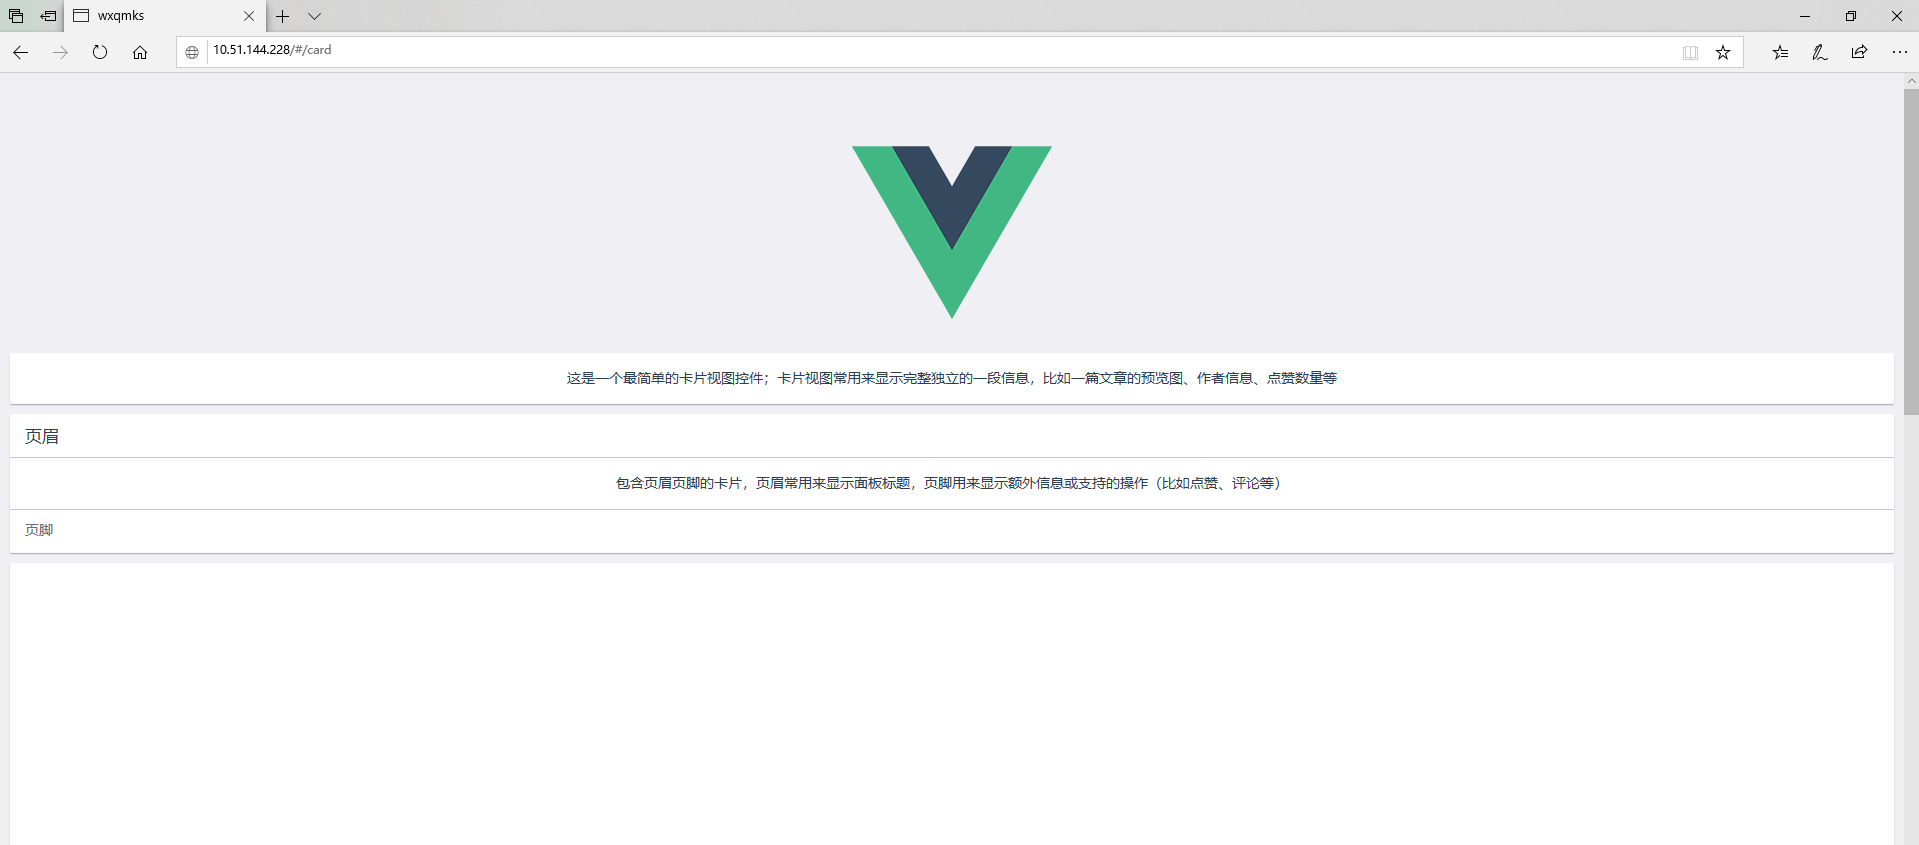 wxqmks
10.51.144.228/#/card
这是一个最简单的卡片视图控件；卡片视图常用来显示完整独立的一段信息，比如一篇文章的预览图、作者信息、点赞数量等
页眉
包含页眉页脚的卡片，页眉常用来显示面板标题，页脚用来显示额外信息或支持的操作（比如点赞、评论等）
页脚